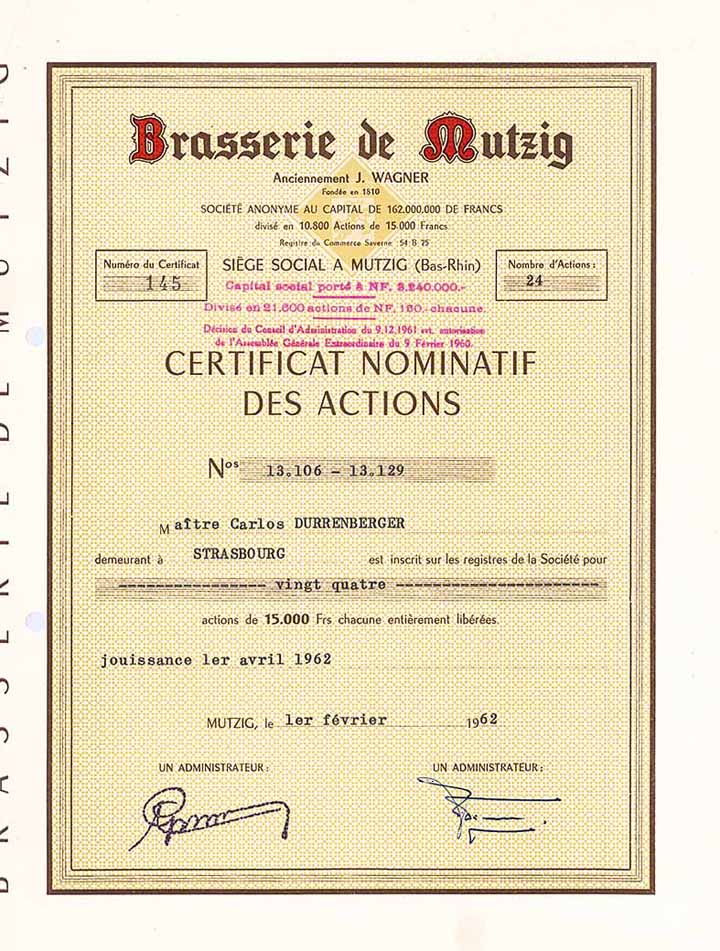 BRASSERIE DE MUTZIG
Brasserie de Mutzig
Anciennement J. WAGNER
Fondée en 1810
SOCIÉTÉ ANONYME AU CAPITAL DE 162.000.000 DE FRANCS
divisé en 10.800 Actions de 15 000 Francs
Registre du Commerce Saverne 54 B 25
Numéro du Certificat
145
SIÈGE SOCIAL A MUTZIG (Bas-Rhin)
Nombre d'Actions :
24
Capital social porté à NF. 3.240.000.-
Divisé en 21.600 actions de NF. 150.- chacune.
Décision du Conseil d'Administration du 9.12.1961 svt. autorisation
de l'Assemblée Générale Extraordinaire du 9 Février 1960.
CERTIFICAT NOMINATIF
DES ACTIONS
Nos 13.106 - 13.129
Maître Carlos DURRENBERGER
demeurant à STRASBOURG est inscrit sur les registres de la Société pour
---------------- vingt quatre --------------------
actions de 15.000 Frs chacune entièrement libérées.
jouissance 1er avril 1962
MUTZIG, le 1er février 1962
UN ADMINISTRATEUR :
UN ADMINISTRATEUR :